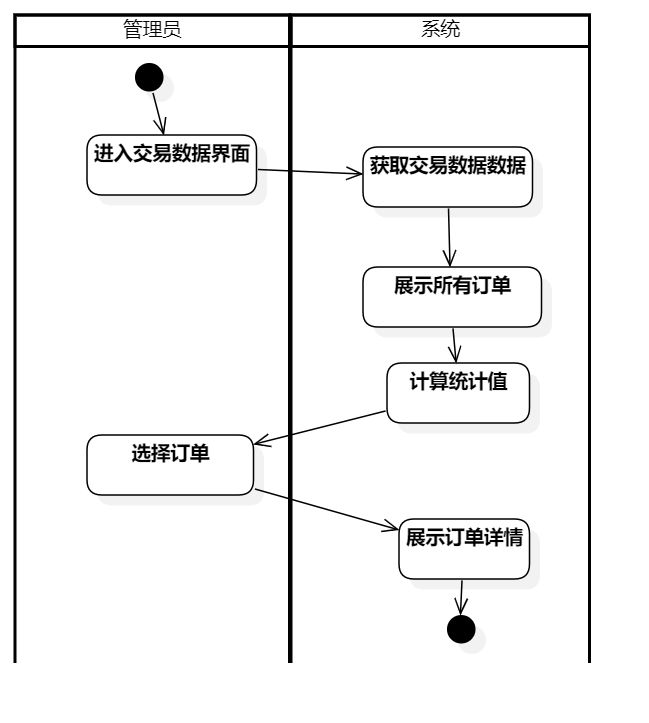 管理员
系统
进入交易数据界面
获取交易数据数据
展示所有订单
计算统计值
选择订单
展示订单详情